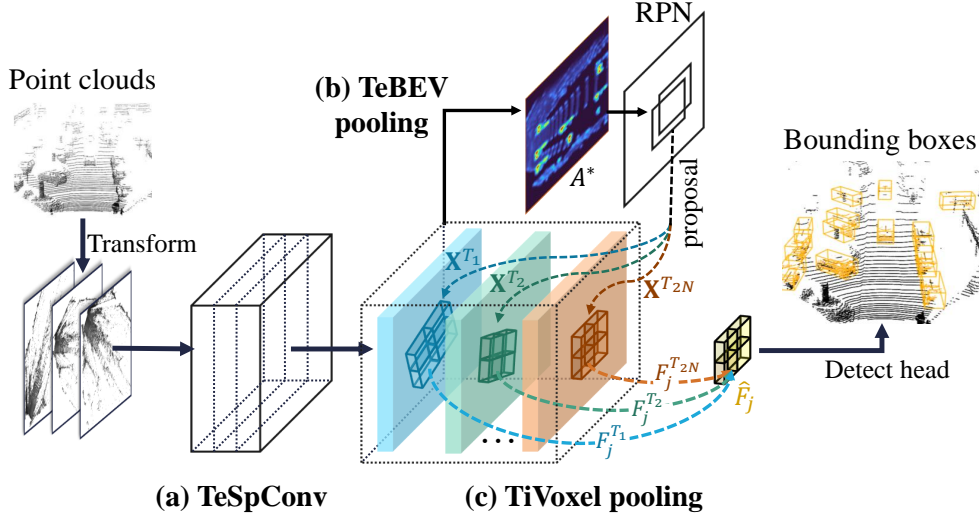 RPN
Point clouds
(b) TeBEV
pooling
A*
Bounding boxes
proposal
Transform
X^{T_1}
X^{T_2}
X^{T_{2N}}
F_j^{T_{2N}}
F_j^{T_2}
F_j^{T_1}
F̂_j
Detect head
...
(a) TeSpConv
(c) TiVoxel pooling